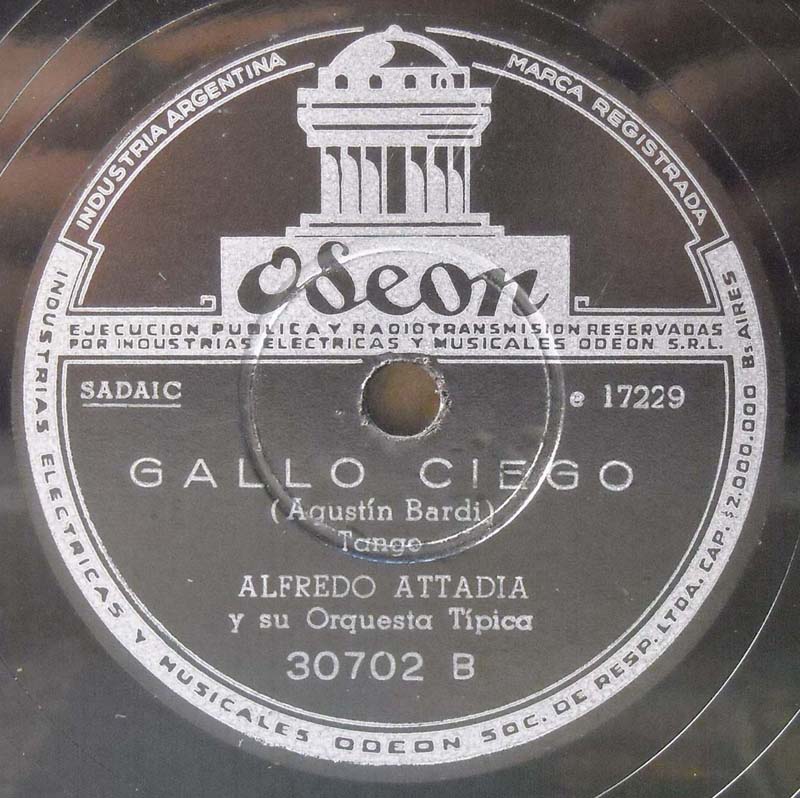 INDUSTRIA ARGENTINA
MARCA REGISTRADA
Odeon
EJECUCION PUBLICA Y RADIOTRANSMISION RESERVADAS
POR INDUSTRIAS ELECTRICAS Y MUSICALES ODEON S.R.L.
SADAIC
e 17229
GALLO CIEGO
(Agustín Bardi)
Tango
ALFREDO ATTADIA
y su Orquesta Típica
30702 B
INDUSTRIAS ELECTRICAS Y MUSICALES ODEON SOC. DE RESP. LTDA. CAP. $2.000.000 Bs AIRES